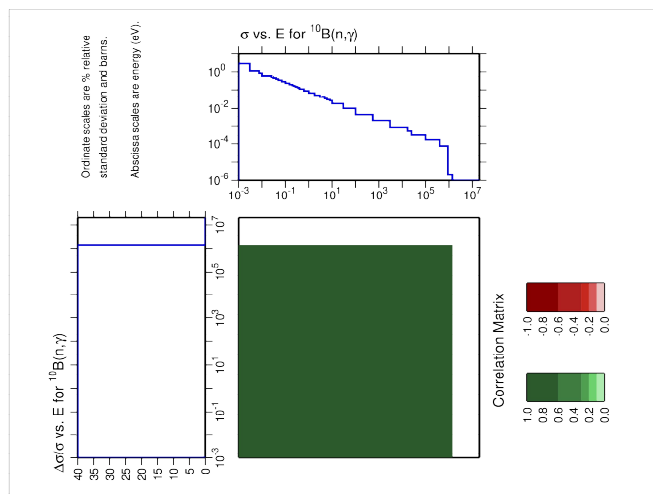 σ vs. E for ¹⁰B(n,γ)
Ordinate scales are % relative
standard deviation and barns.
Abscissa scales are energy (eV).
10⁰
10⁻²
10⁻⁴
10⁻⁶
10⁻³ 10⁻¹ 10¹ 10³ 10⁵ 10⁷
Δσ/σ vs. E for ¹⁰B(n,γ)
10⁷
10⁵
10³
10¹
10⁻¹
10⁻³
40 35 30 25 20 15 10 5 0
Correlation Matrix
-1.0 -0.8 -0.6 -0.4 -0.2 0.0
1.0 0.8 0.6 0.4 0.2 0.0